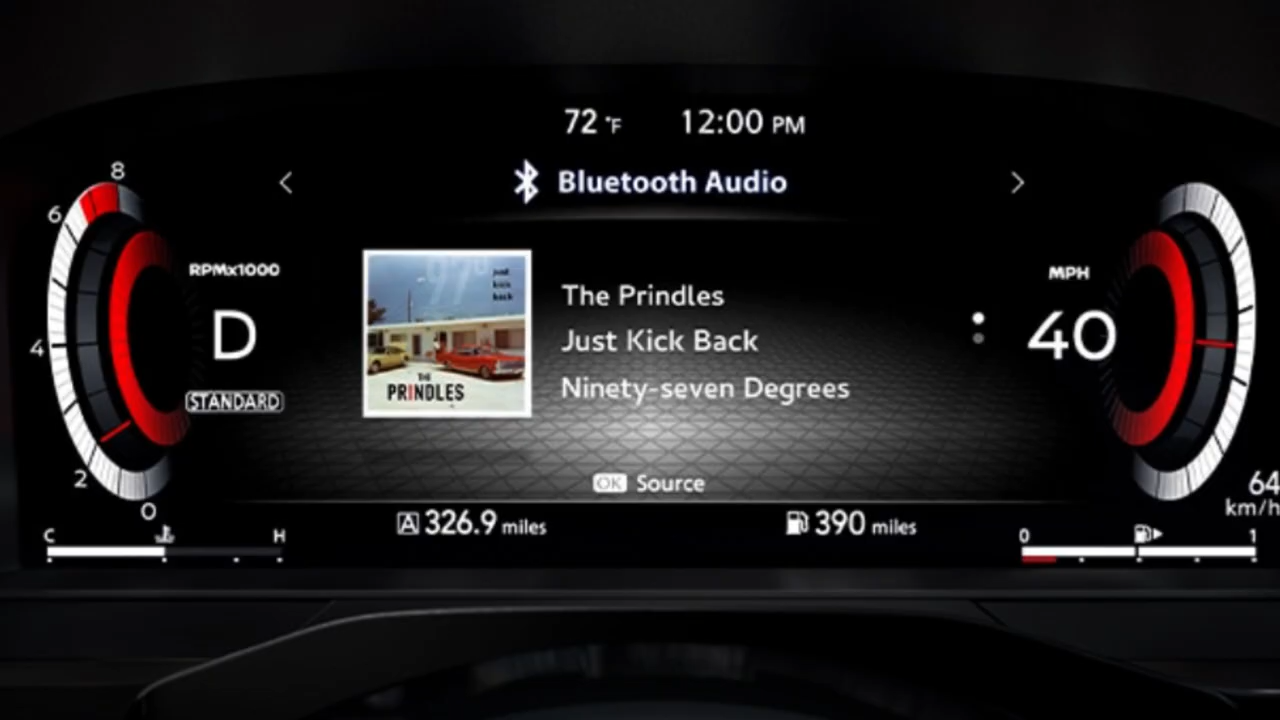 72 °F 12:00 PM
Bluetooth Audio
8
6
4
2
0
RPMx1000
D
STANDARD
97°
just
kick
back
THE
PRINDLES
The Prindles
Just Kick Back
Ninety-seven Degrees
OK Source
MPH
40
64
km/h
C H
A 326.9 miles
390 miles
0 1